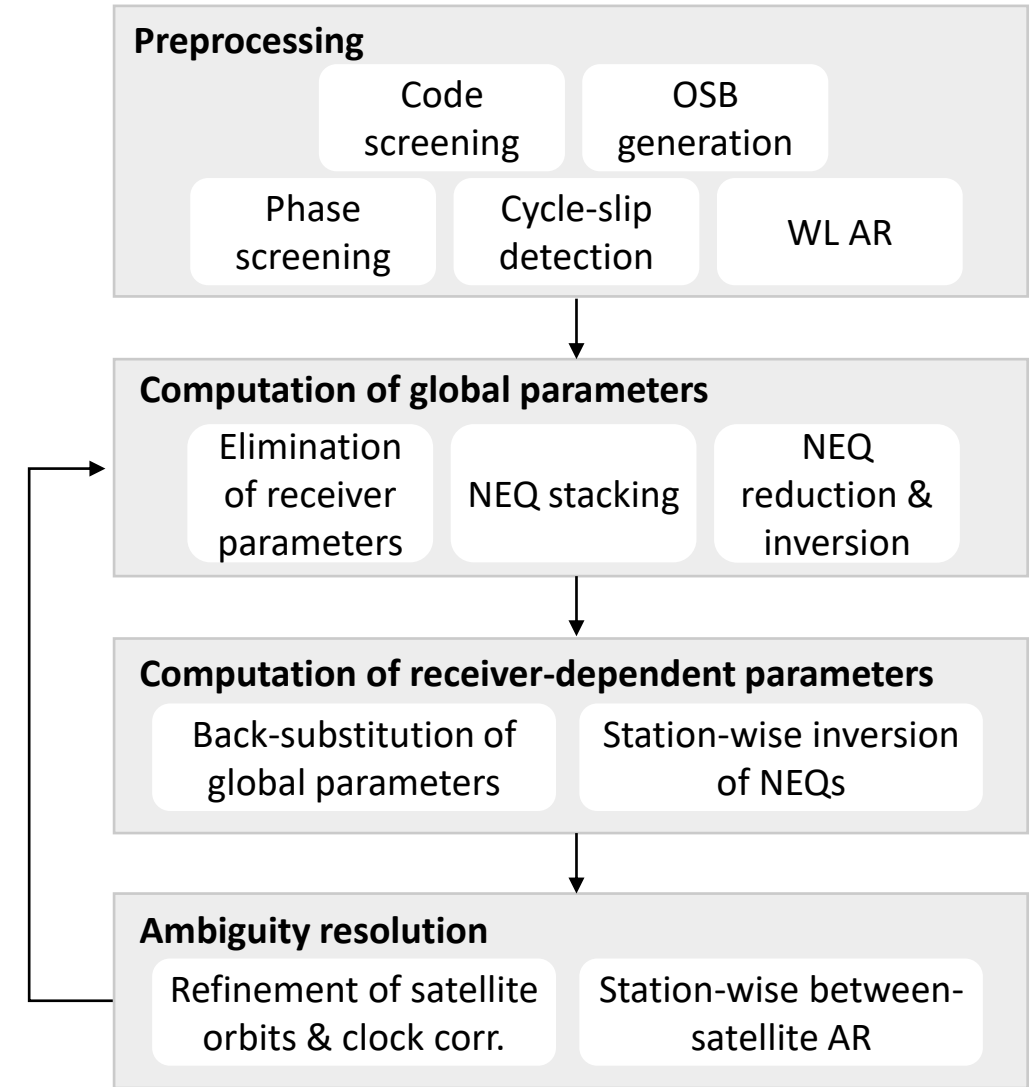 Preprocessing
Code
screening
OSB
generation
Phase
screening
Cycle-slip
detection
WL AR
Computation of global parameters
Elimination
of receiver
parameters
NEQ stacking
NEQ
reduction &
inversion
Computation of receiver-dependent parameters
Back-substitution of
global parameters
Station-wise inversion
of NEQs
Ambiguity resolution
Refinement of satellite
orbits & clock corr.
Station-wise between-
satellite AR